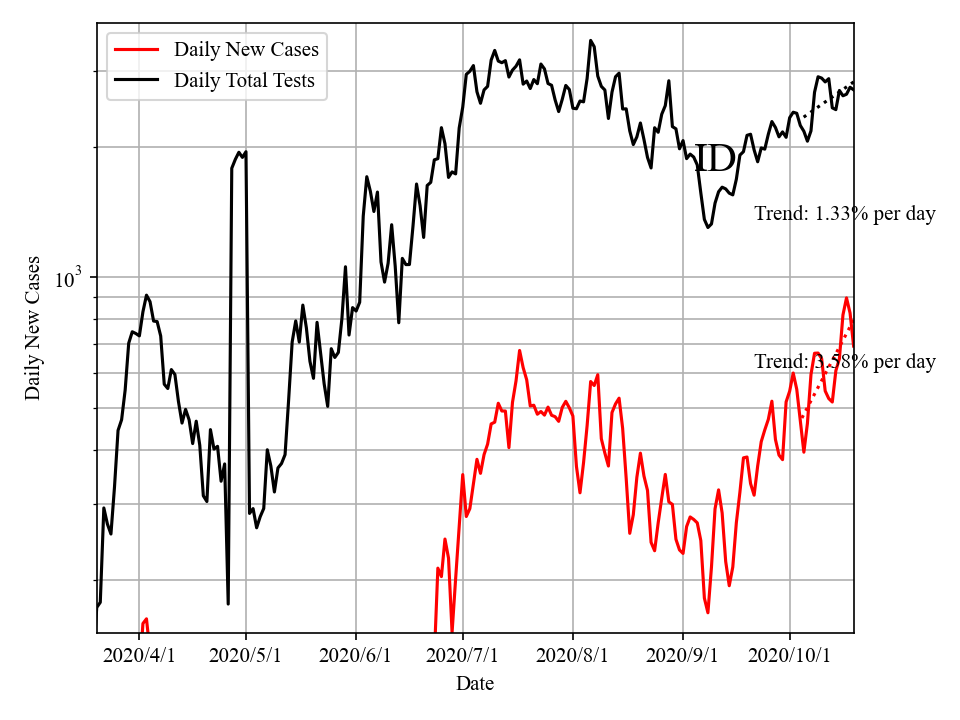 Daily New Cases
Daily Total Tests
ID
Trend: 1.33% per day
Trend: 3.58% per day
10³
Daily New Cases
2020/4/1 2020/5/1 2020/6/1 2020/7/1 2020/8/1 2020/9/1 2020/10/1
Date